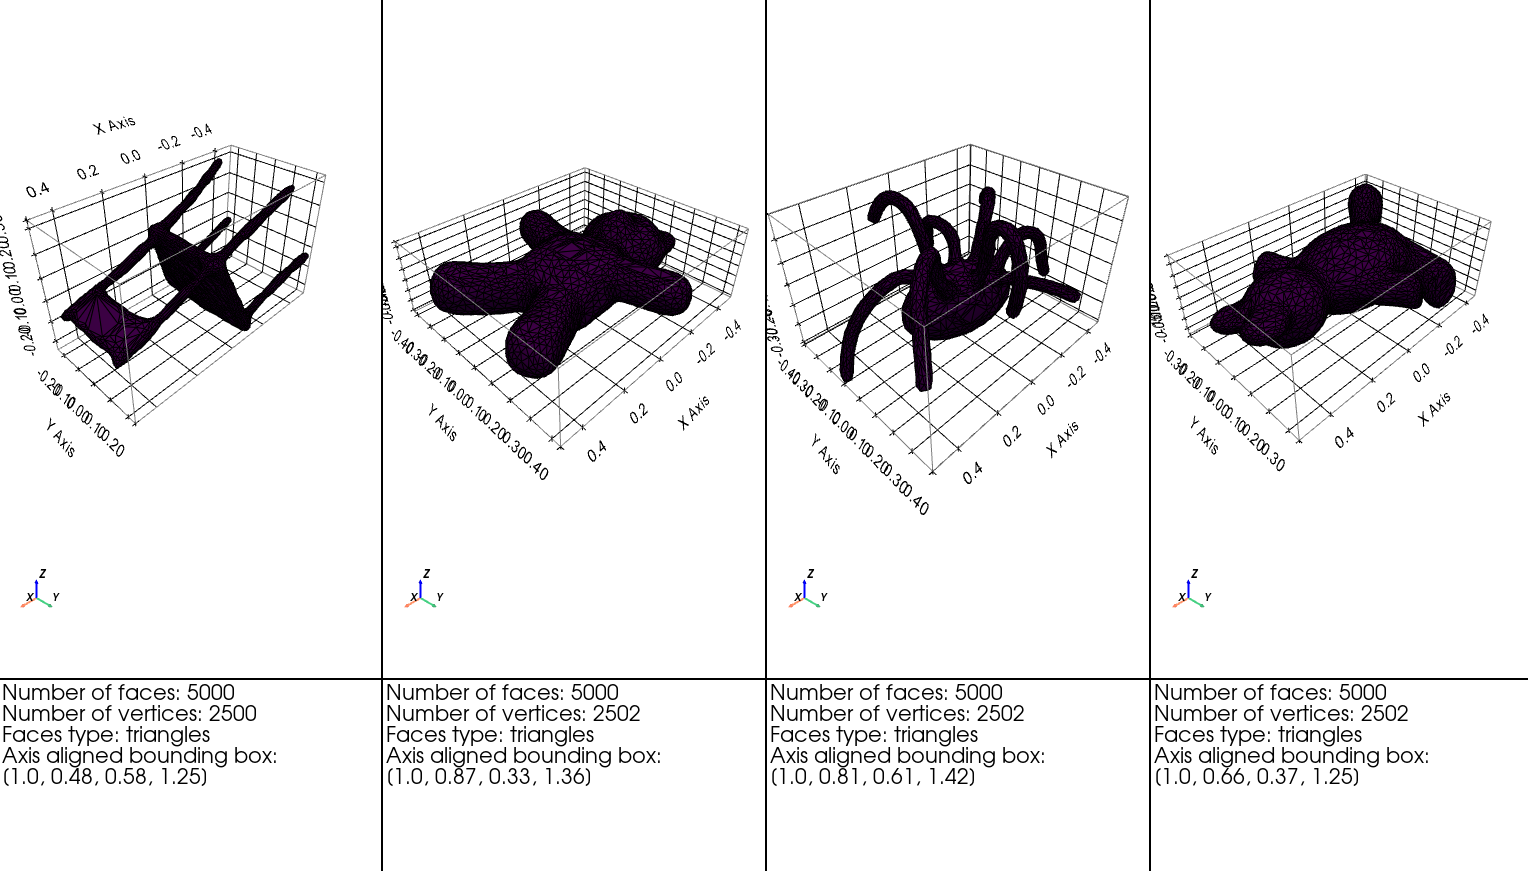 X Axis
0.4
0.2
0.0
-0.2
-0.4
Y Axis
X Axis
0.4
0.2
0.0
-0.2
-0.4
Y Axis
X Axis
0.4
0.2
0.0
-0.2
-0.4
Y Axis
X Axis
0.4
0.2
0.0
-0.2
-0.4
Y Axis
Z
X
Y
Z
X
Y
Z
X
Y
Z
X
Y
Number of faces: 5000
Number of vertices: 2500
Faces type: triangles
Axis aligned bounding box:
(1.0, 0.48, 0.58, 1.25)
Number of faces: 5000
Number of vertices: 2502
Faces type: triangles
Axis aligned bounding box:
(1.0, 0.87, 0.33, 1.36)
Number of faces: 5000
Number of vertices: 2502
Faces type: triangles
Axis aligned bounding box:
(1.0, 0.81, 0.61, 1.42)
Number of faces: 5000
Number of vertices: 2502
Faces type: triangles
Axis aligned bounding box:
(1.0, 0.66, 0.37, 1.25)